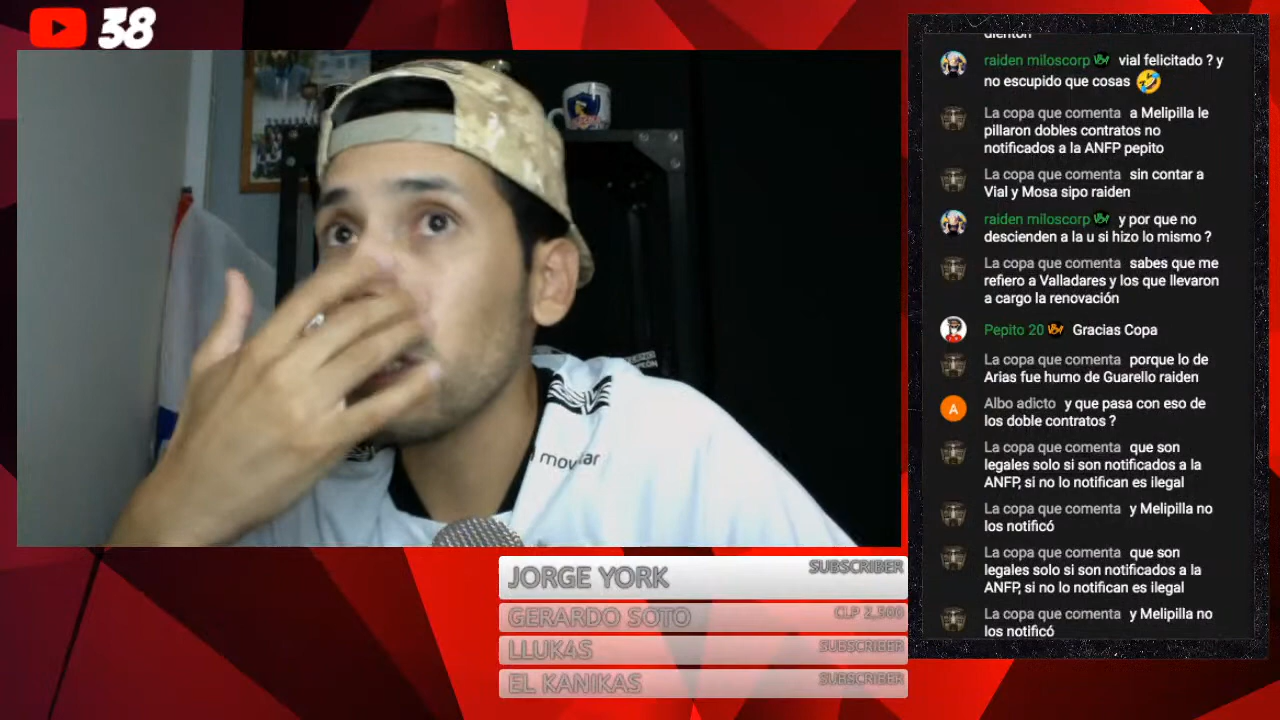 38
dienton
raiden miloscorp vial felicitado ? y
no escupido que cosas 🤣
La copa que comenta a Melipilla le
pillaron dobles contratos no
notificados a la ANFP pepito
La copa que comenta sin contar a
Vial y Mosa sipo raiden
raiden miloscorp y por que no
descienden a la u si hizo lo mismo ?
La copa que comenta sabes que me
refiero a Valladares y los que llevaron
a cargo la renovación
Pepito 20 Gracias Copa
La copa que comenta porque lo de
Arias fue humo de Guarello raiden
A
Albo adicto y que pasa con eso de
los doble contratos ?
La copa que comenta que son
legales solo si son notificados a la
ANFP, si no lo notifican es ilegal
La copa que comenta y Melipilla no
los notificó
La copa que comenta que son
legales solo si son notificados a la
ANFP, si no lo notifican es ilegal
La copa que comenta y Melipilla no
los notificó
movistar
JORGE YORK SUBSCRIBER
GERARDO SOTO CLP 2,500
LLUK4S SUBSCRIBER
EL KANIKAS SUBSCRIBER